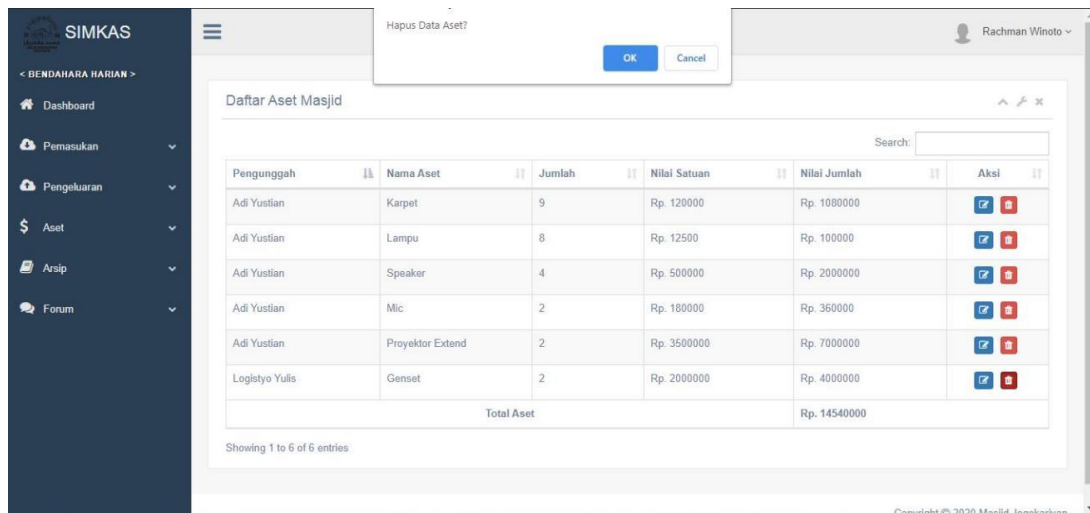 SIMKAS
Hapus Data Aset?
OK Cancel
Rachman Winoto
< BENDAHARA HARIAN >
Dashboard
Pemasukan
Pengeluaran
Aset
Arsip
Forum
Daftar Aset Masjid
Search:
Pengunggah Nama Aset Jumlah Nilai Satuan Nilai Jumlah Aksi
Adi Yustian Karpet 9 Rp. 120000 Rp. 1080000
Adi Yustian Lampu 8 Rp. 12500 Rp. 100000
Adi Yustian Speaker 4 Rp. 500000 Rp. 2000000
Adi Yustian Mic 2 Rp. 180000 Rp. 360000
Adi Yustian Proyektor Extend 2 Rp. 3500000 Rp. 7000000
Logistyo Yulis Genset 2 Rp. 2000000 Rp. 4000000
Total Aset Rp. 14540000
Showing 1 to 6 of 6 entries
Copyright © 2020 Masjid Jogokariyan